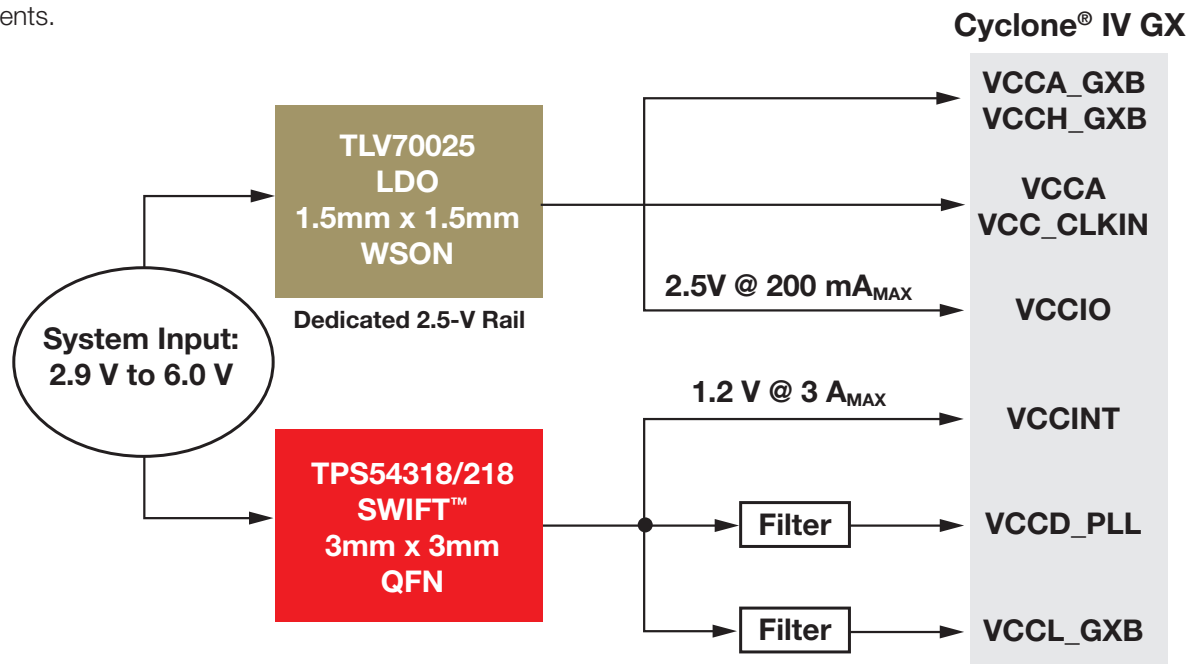 ents.
Cyclone® IV GX
VCCA_GXB
VCCH_GXB
TLV70025
LDO
1.5mm x 1.5mm
WSON
VCCA
VCC_CLKIN
2.5V @ 200 mAMAX
VCCIO
Dedicated 2.5-V Rail
System Input:
2.9 V to 6.0 V
1.2 V @ 3 AMAX
VCCINT
TPS54318/218
SWIFT™
3mm x 3mm
QFN
Filter
VCCD_PLL
Filter
VCCL_GXB